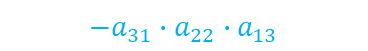 −a₃₁ · a₂₂ · a₁₃